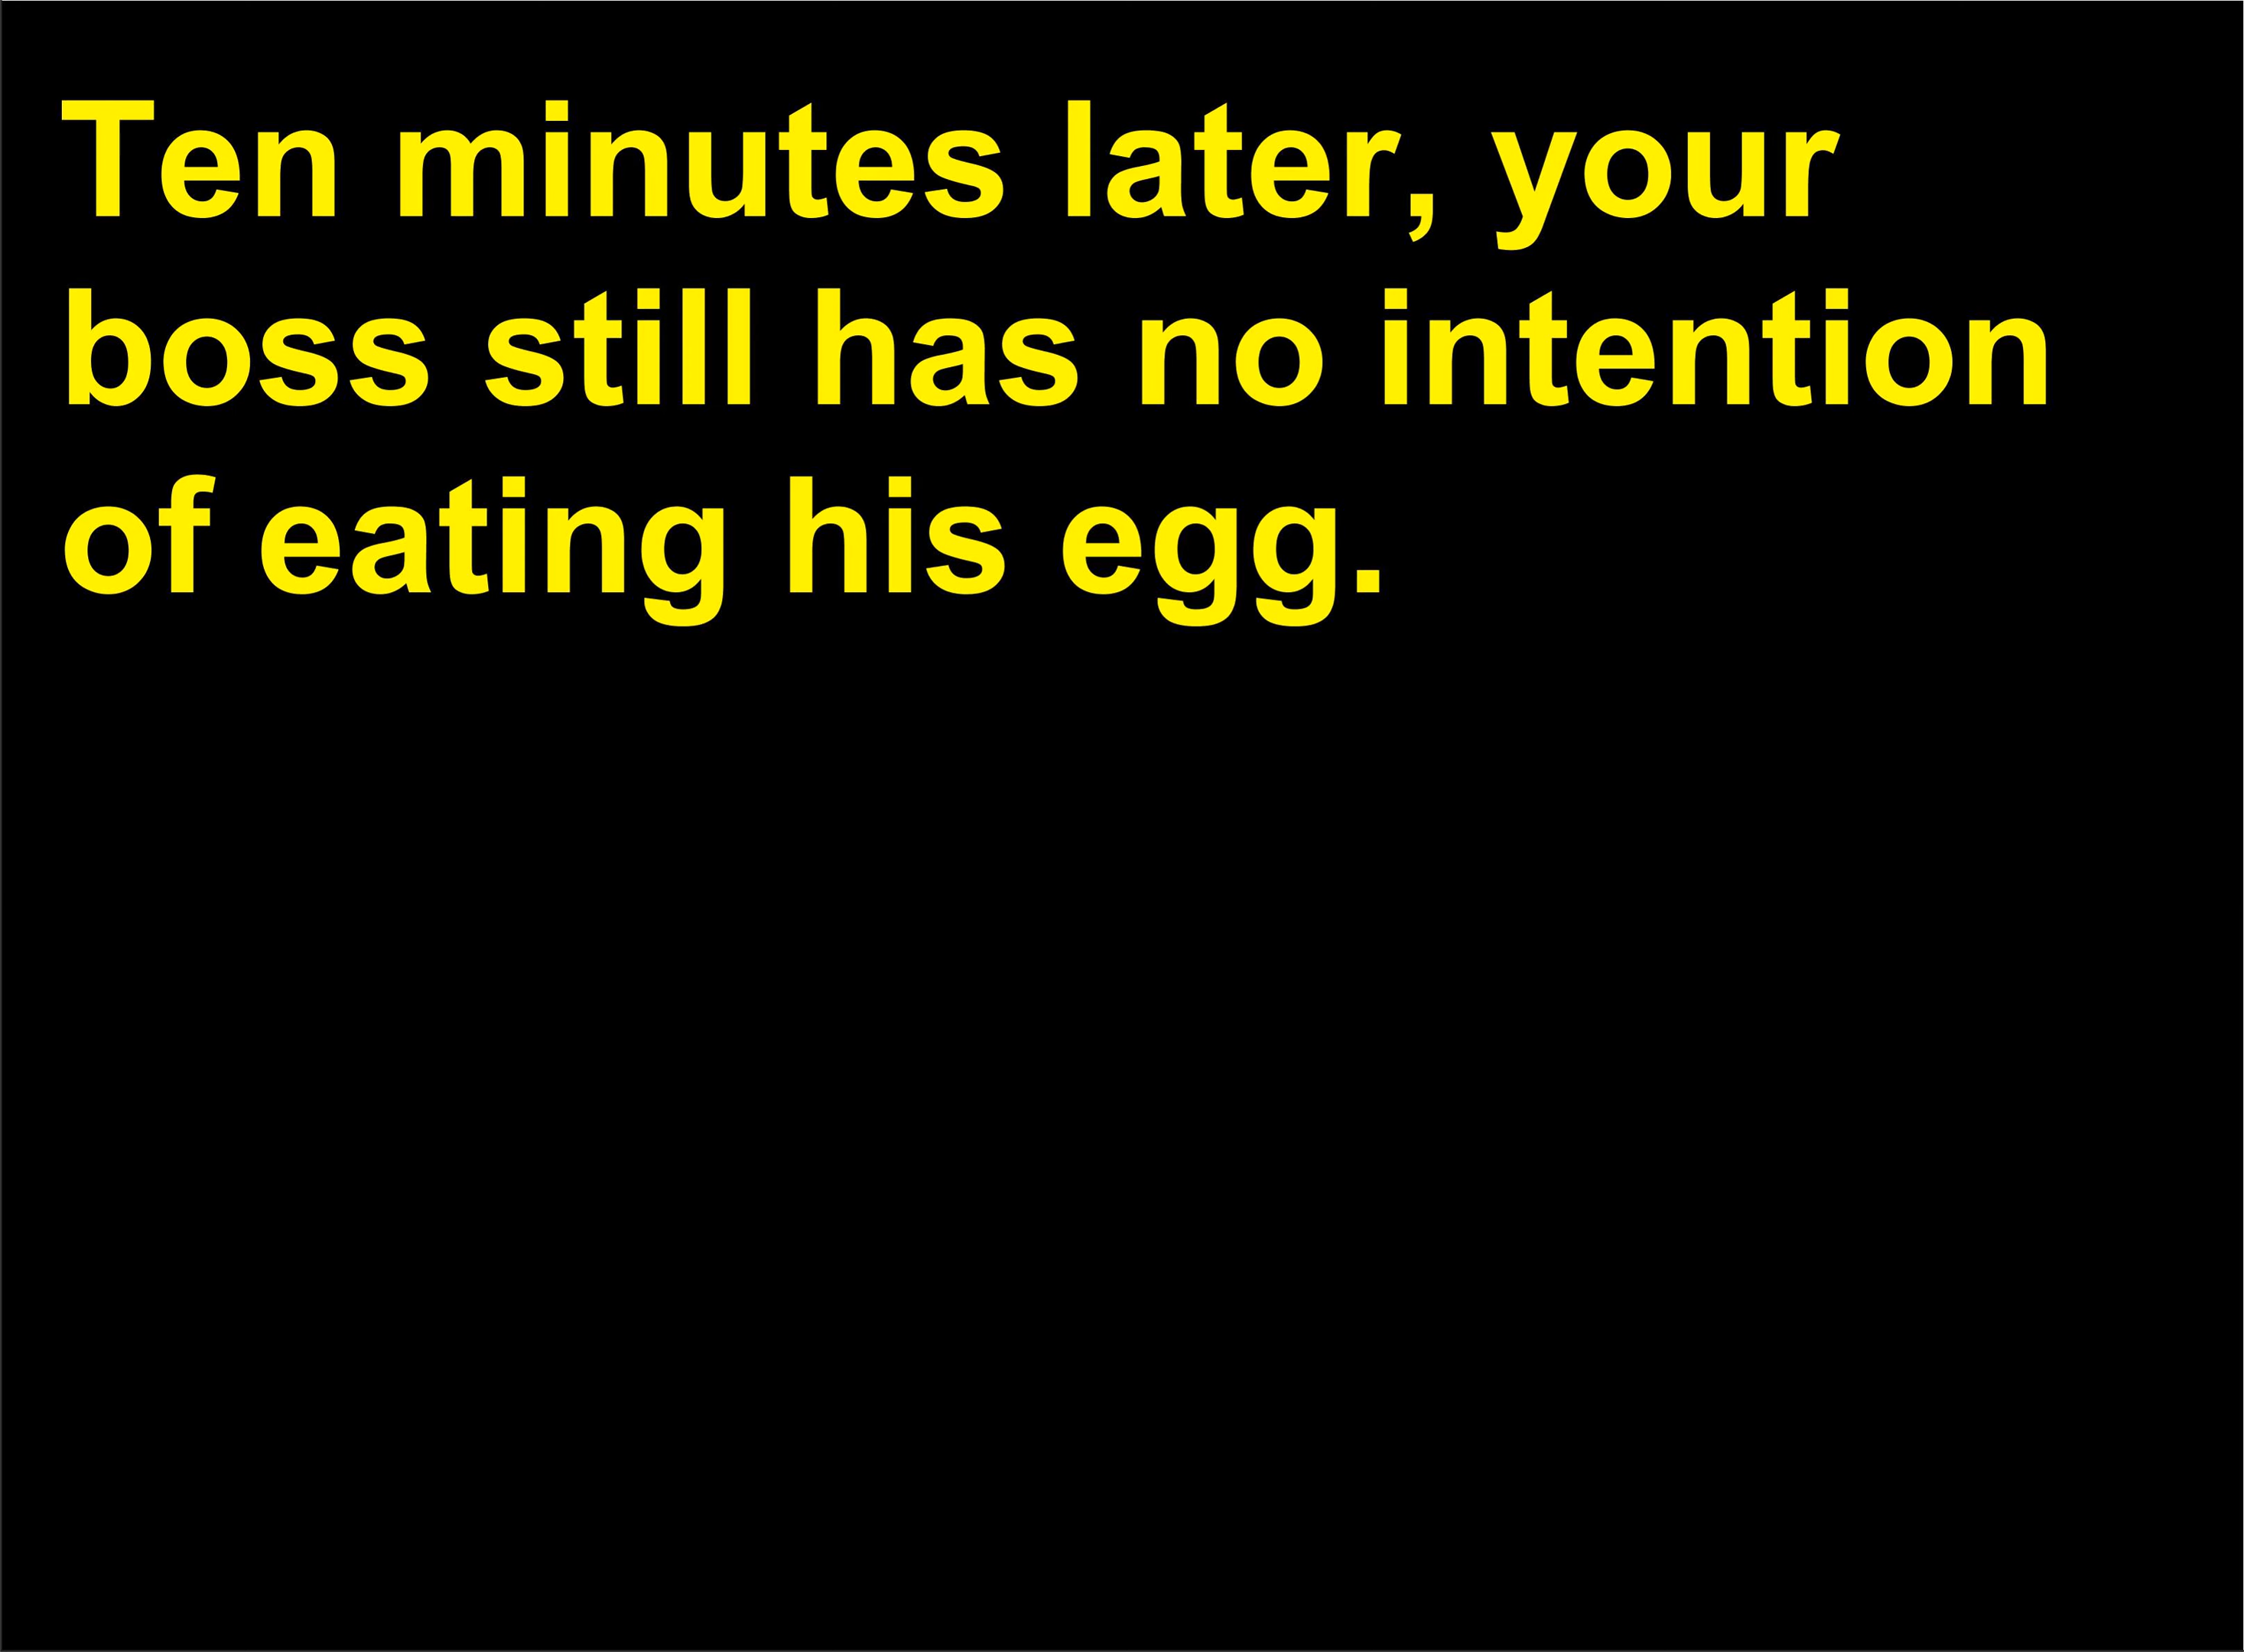 Ten minutes later, your
boss still has no intention
of eating his egg.